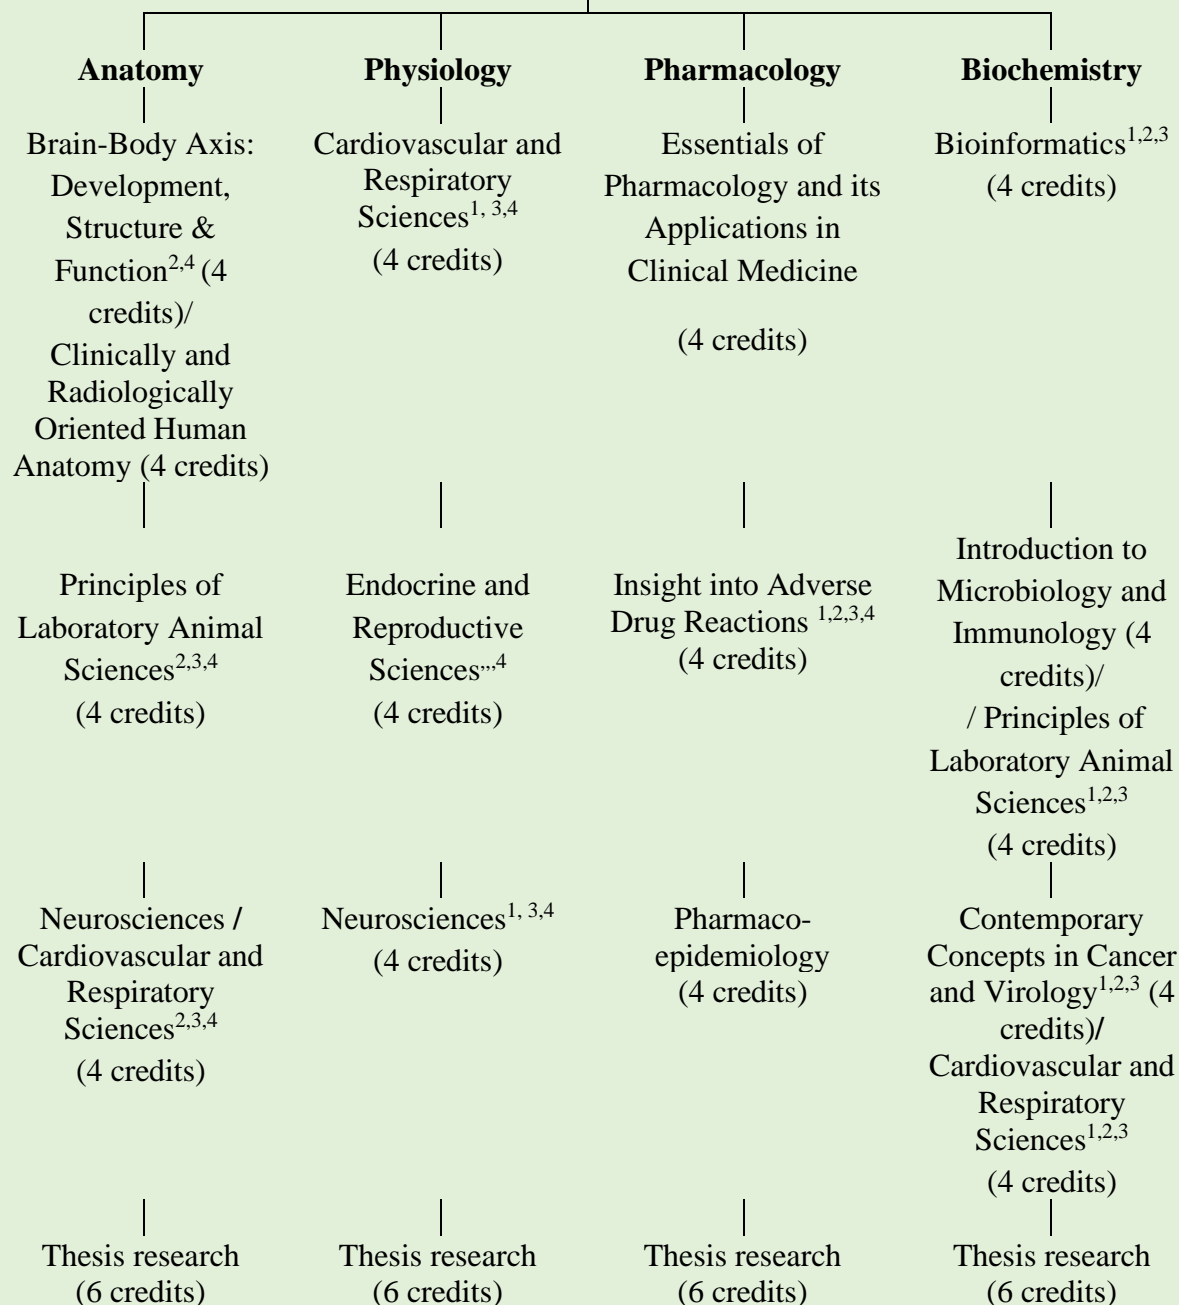 Anatomy
Brain-Body Axis:
Development,
Structure &
Function2,4 (4
credits)/
Clinically and
Radiologically
Oriented Human
Anatomy (4 credits)
Principles of
Laboratory Animal
Sciences2,3,4
(4 credits)
Neurosciences /
Cardiovascular and
Respiratory
Sciences2,3,4
(4 credits)
Thesis research
(6 credits)
Physiology
Cardiovascular and
Respiratory
Sciences1, 3,4
(4 credits)
Endocrine and
Reproductive
Sciences,,,4
(4 credits)
Neurosciences1, 3,4
(4 credits)
Thesis research
(6 credits)
Pharmacology
Essentials of
Pharmacology and its
Applications in
Clinical Medicine
(4 credits)
Insight into Adverse
Drug Reactions 1,2,3,4
(4 credits)
Pharmaco-
epidemiology
(4 credits)
Thesis research
(6 credits)
Biochemistry
Bioinformatics1,2,3
(4 credits)
Introduction to
Microbiology and
Immunology (4
credits)/
/ Principles of
Laboratory Animal
Sciences1,2,3
(4 credits)
Contemporary
Concepts in Cancer
and Virology1,2,3 (4
credits)/
Cardiovascular and
Respiratory
Sciences1,2,3
(4 credits)
Thesis research
(6 credits)